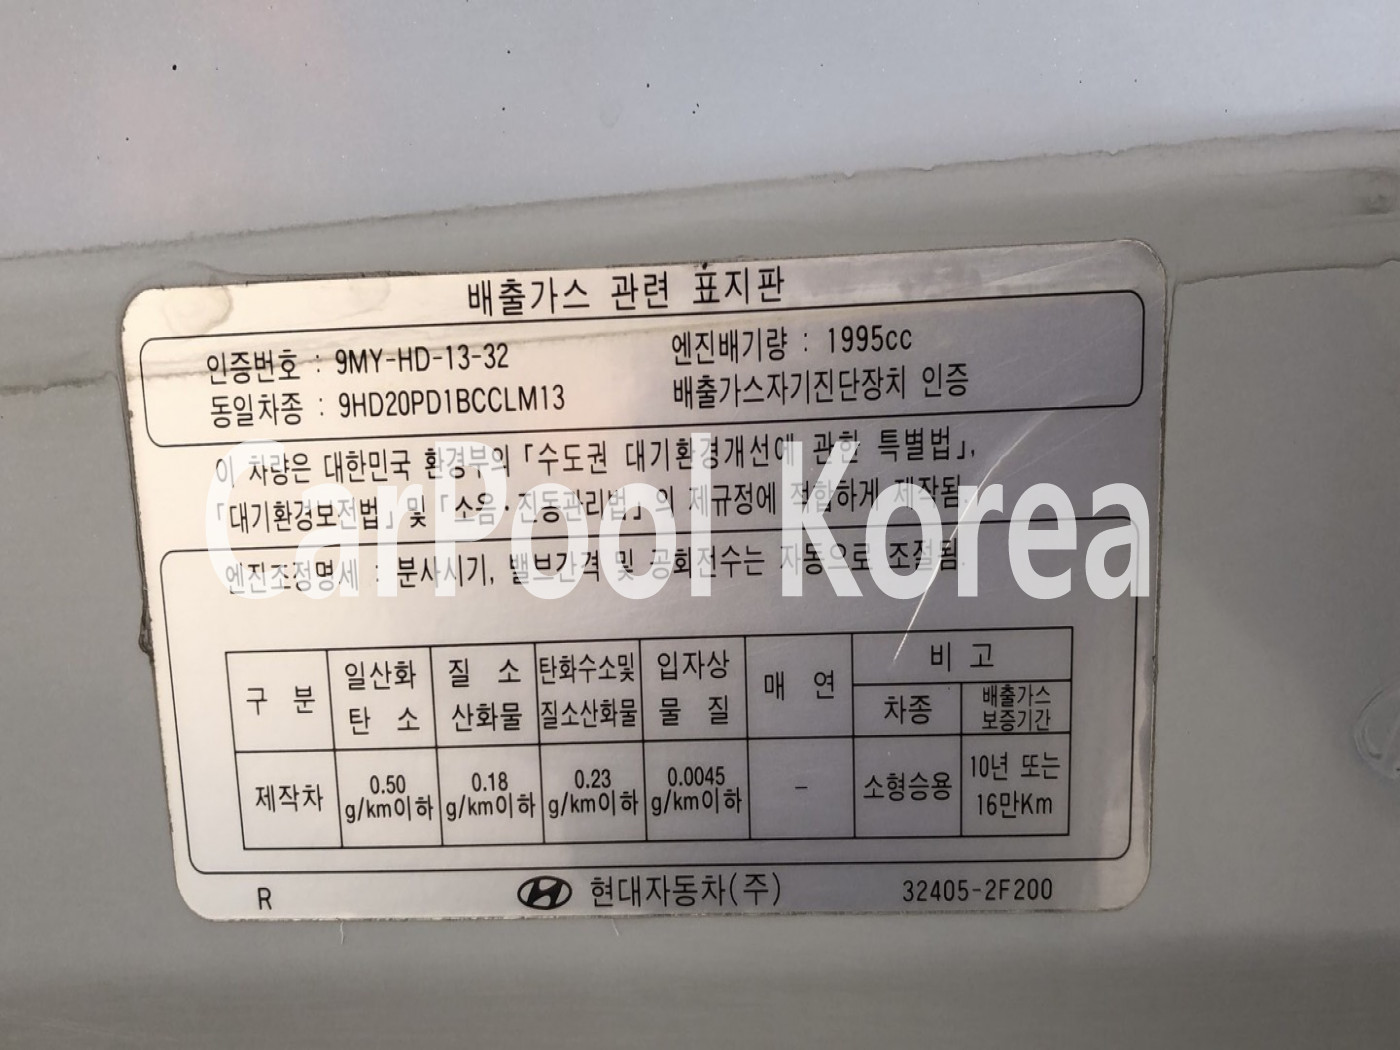 배출가스 관련 표지판
인증번호 : 9MY-HD-13-32
엔진배기량 : 1995cc
동일차종 : 9HD20PD1BCCLM13
배출가스자기진단장치 인증
이 차량은 대한민국 환경부의 「수도권 대기환경개선에 관한 특별법」,
「대기환경보전법」 및 「소음·진동관리법」의 제규정에 적합하게 제작됨.
CarPool Korea
엔진조정명세 : 분사시기, 밸브간격 및 공회전수는 자동으로 조절됨.
구 분 일산화 탄 소 질 소 산화물 탄화수소및 질소산화물 입자상 물 질 매 연 비 고
차종 배출가스 보증기간
제작차 0.50 g/km이하 0.18 g/km이하 0.23 g/km이하 0.0045 g/km이하 - 소형승용 10년 또는 16만Km
R 현대자동차(주) 32405-2F200